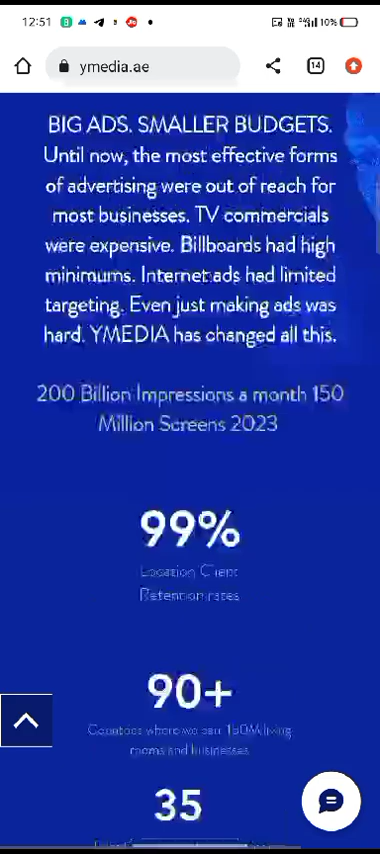 12:51
10%
ymedia.ae
14
BIG ADS. SMALLER BUDGETS.
Until now, the most effective forms
of advertising were out of reach for
most businesses. TV commercials
were expensive. Billboards had high
minimums. Internet ads had limited
targeting. Even just making ads was
hard. YMEDIA has changed all this.
200 Billion Impressions a month 150
Million Screens 2023
99%
Location Client
Retention rates
90+
Countries where we own 150M living
rooms and businesses
35